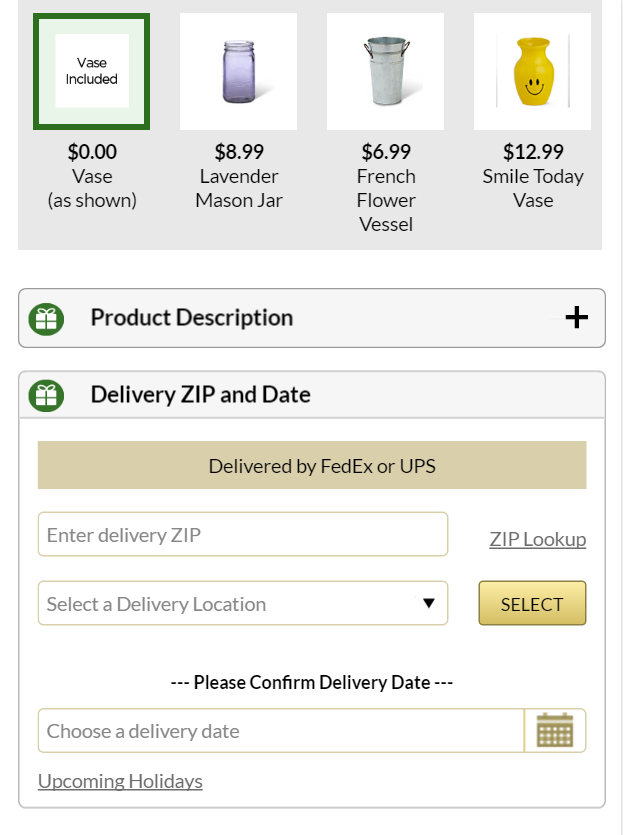 Vase
Included
$0.00
Vase
(as shown)
$8.99
Lavender
Mason Jar
$6.99
French
Flower
Vessel
$12.99
Smile Today
Vase
Product Description
Delivery ZIP and Date
Delivered by FedEx or UPS
Enter delivery ZIP
ZIP Lookup
Select a Delivery Location
SELECT
--- Please Confirm Delivery Date ---
Choose a delivery date
Upcoming Holidays